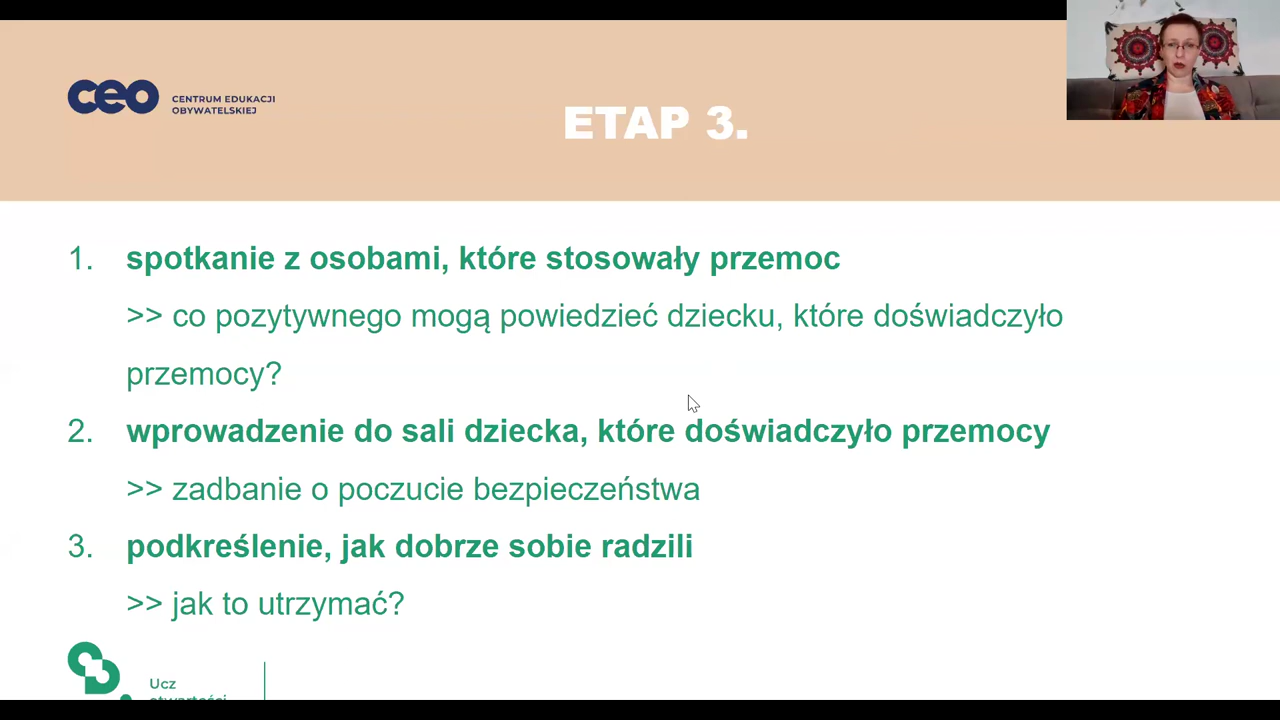 ceo CENTRUM EDUKACJI
OBYWATELSKIEJ
ETAP 3.
1. spotkanie z osobami, które stosowały przemoc
>> co pozytywnego mogą powiedzieć dziecku, które doświadczyło
przemocy?
2. wprowadzenie do sali dziecka, które doświadczyło przemocy
>> zadbanie o poczucie bezpieczeństwa
3. podkreślenie, jak dobrze sobie radzili
>> jak to utrzymać?
Ucz
otwartości